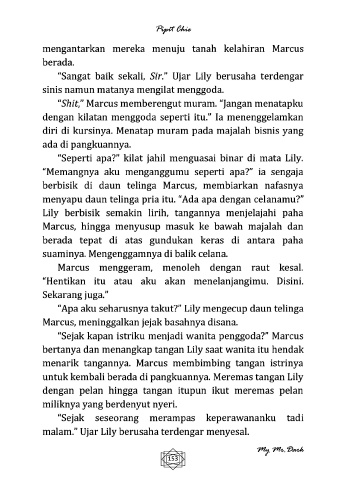 Pipit Chie
mengantarkan mereka menuju tanah kelahiran Marcus
berada.
“Sangat baik sekali, Sir.” Ujar Lily berusaha terdengar
sinis namun matanya mengilat menggoda.
“Shit,” Marcus memberengut muram. “Jangan menatapku
dengan kilatan menggoda seperti itu.” Ia menenggelamkan
diri di kursinya. Menatap muram pada majalah bisnis yang
ada di pangkuannya.
“Seperti apa?” kilat jahil menguasai binar di mata Lily.
“Memangnya aku menganggumu seperti apa?” ia sengaja
berbisik di daun telinga Marcus, membiarkan nafasnya
menyapu daun telinga pria itu. “Ada apa dengan celanamu?”
Lily berbisik semakin lirih, tangannya menjelajahi paha
Marcus, hingga menyusup masuk ke bawah majalah dan
berada tepat di atas gundukan keras di antara paha
suaminya. Mengenggamnya di balik celana.
Marcus menggeram, menoleh dengan raut kesal.
“Hentikan itu atau aku akan menelanjangimu. Disini.
Sekarang juga.”
“Apa aku seharusnya takut?” Lily mengecup daun telinga
Marcus, meninggalkan jejak basahnya disana.
“Sejak kapan istriku menjadi wanita penggoda?” Marcus
bertanya dan menangkap tangan Lily saat wanita itu hendak
menarik tangannya. Marcus membimbing tangan istrinya
untuk kembali berada di pangkuannya. Meremas tangan Lily
dengan pelan hingga tangan itupun ikut meremas pelan
miliknya yang berdenyut nyeri.
“Sejak seseorang merampas keperawananku tadi
malam.” Ujar Lily berusaha terdengar menyesal.
153
My Mr. Dark